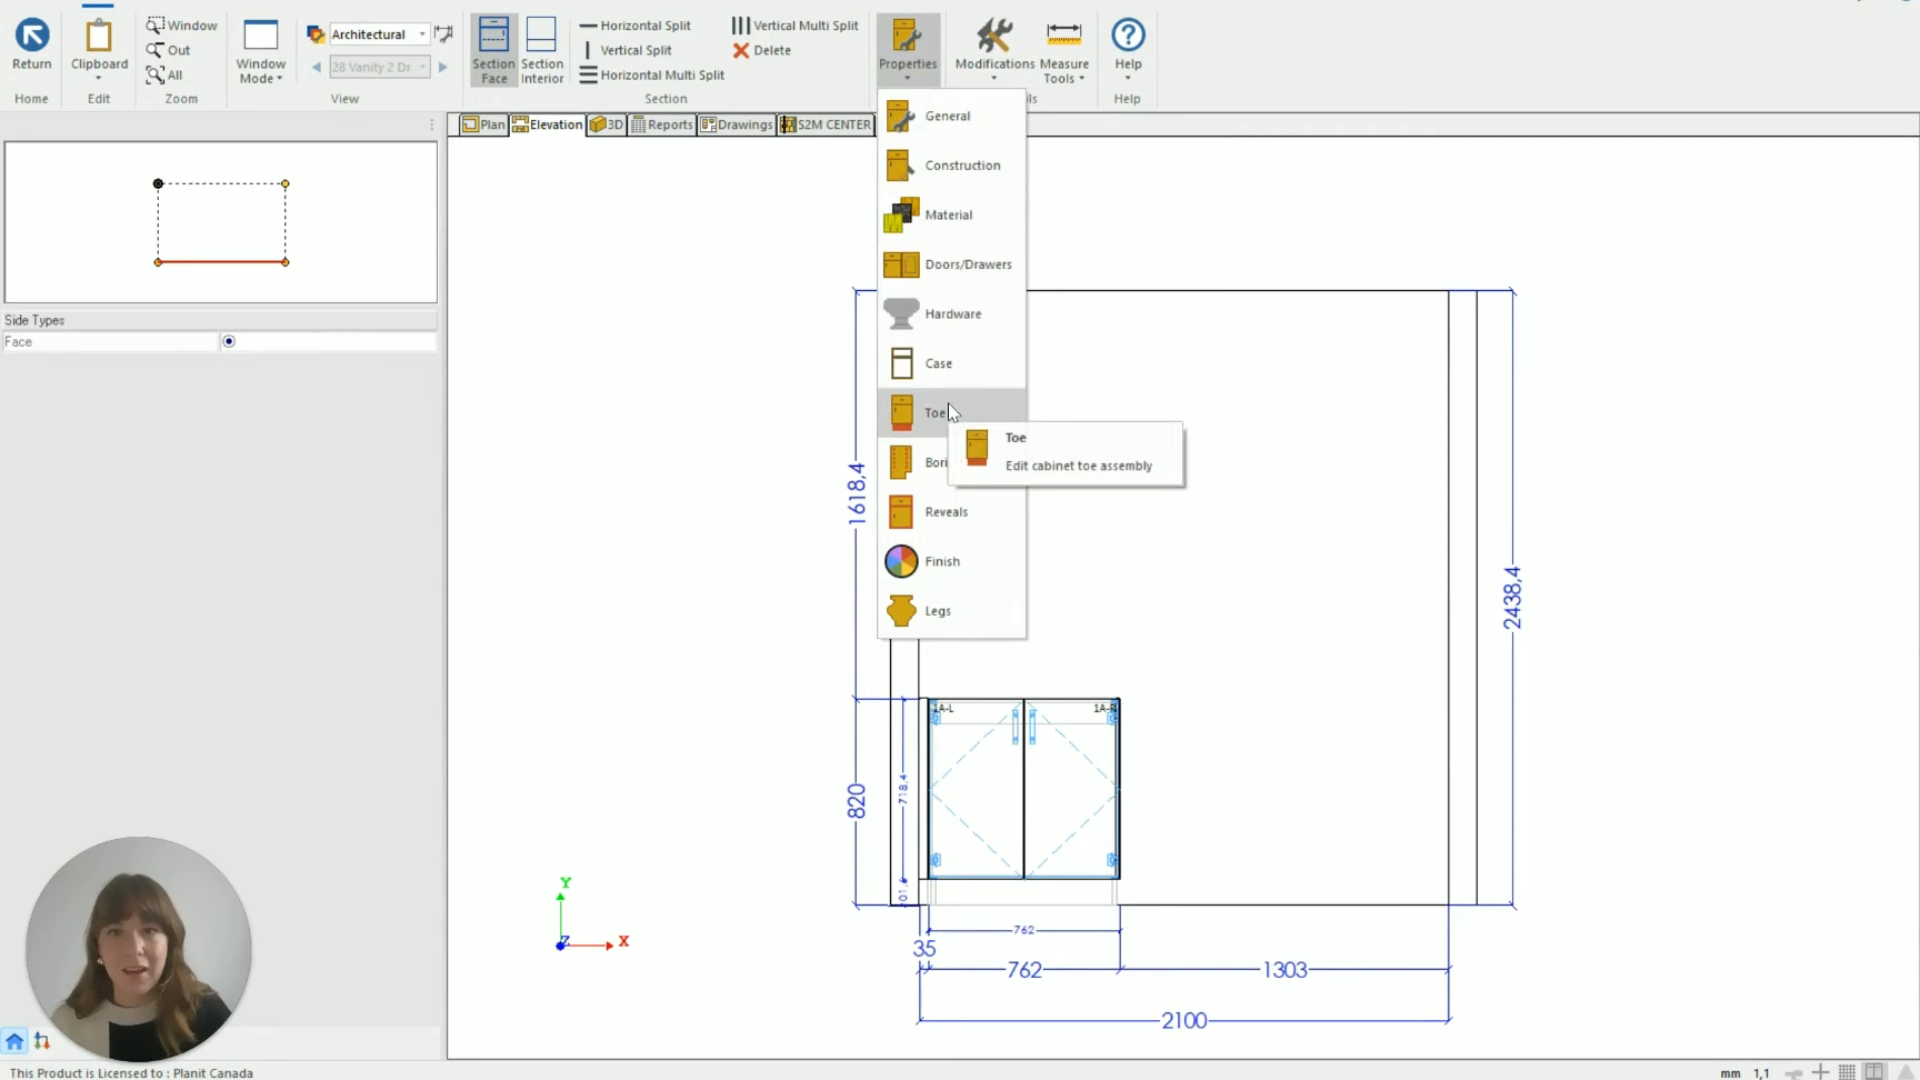 Return
Home
Clipboard
Edit
Window
Out
All
Zoom
Window
Mode
Architectural
28 Vanity 2 Dr
View
Section
Face
Section
Interior
Horizontal Split
Vertical Split
Horizontal Multi Split
Vertical Multi Split
Delete
Section
Properties
Modifications
Measure
Tools
ls
Help
Help
Plan
Elevation
3D
Reports
Drawings
S2M CENTER
General
Construction
Material
Doors/Drawers
Hardware
Case
Toe
Bori
Reveals
Finish
Legs
Toe
Edit cabinet toe assembly
Side Types
Face
1618,4
2438,4
820
718,4
1A-L
762
35
762
1303
2100
Y
Z
X
This Product is Licensed to : Planit Canada
mm 1,1